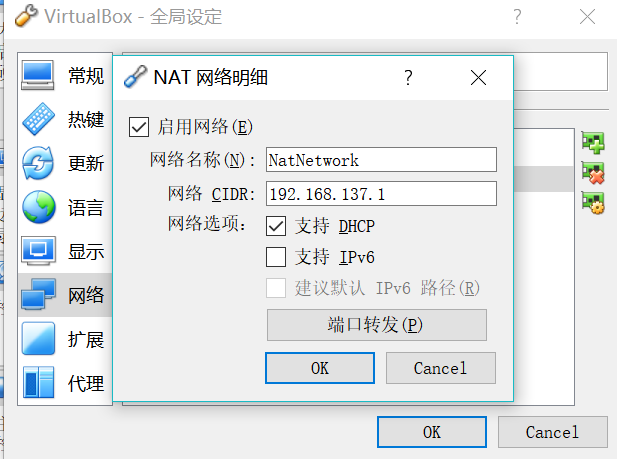 VirtualBox - 全局设定
常规
热键
更新
语言
显示
网络
扩展
代理
NAT 网络明细
启用网络(E)
网络名称(N): NatNetwork
网络 CIDR: 192.168.137.1
网络选项: 支持 DHCP
支持 IPv6
建议默认 IPv6 路径(R)
端口转发(P)
OK Cancel
OK Cancel